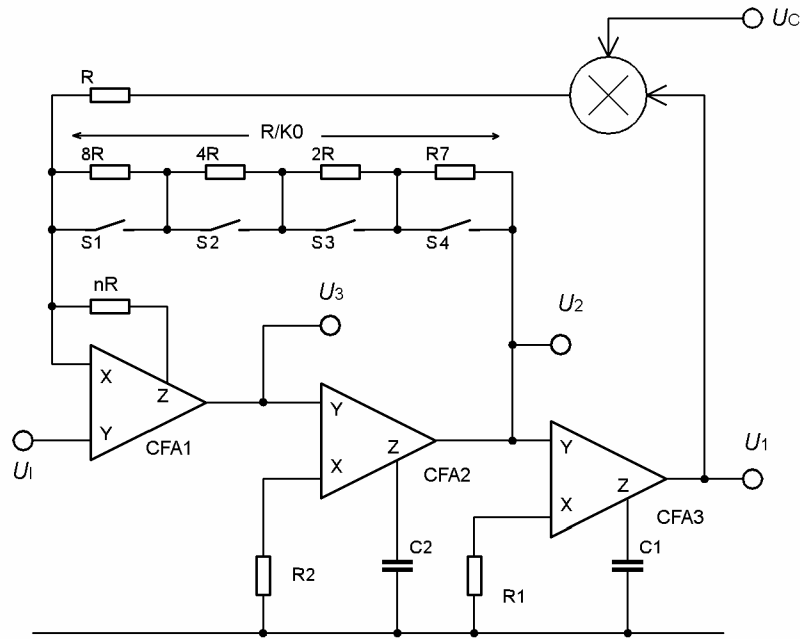 UC
R
R/K0
8R
4R
2R
R7
S1
S2
S3
S4
nR
U3
U2
X
Z
Y
CFA1
UI
Y
Z
X
CFA2
Y
Z
X
CFA3
U1
R2
C2
R1
C1